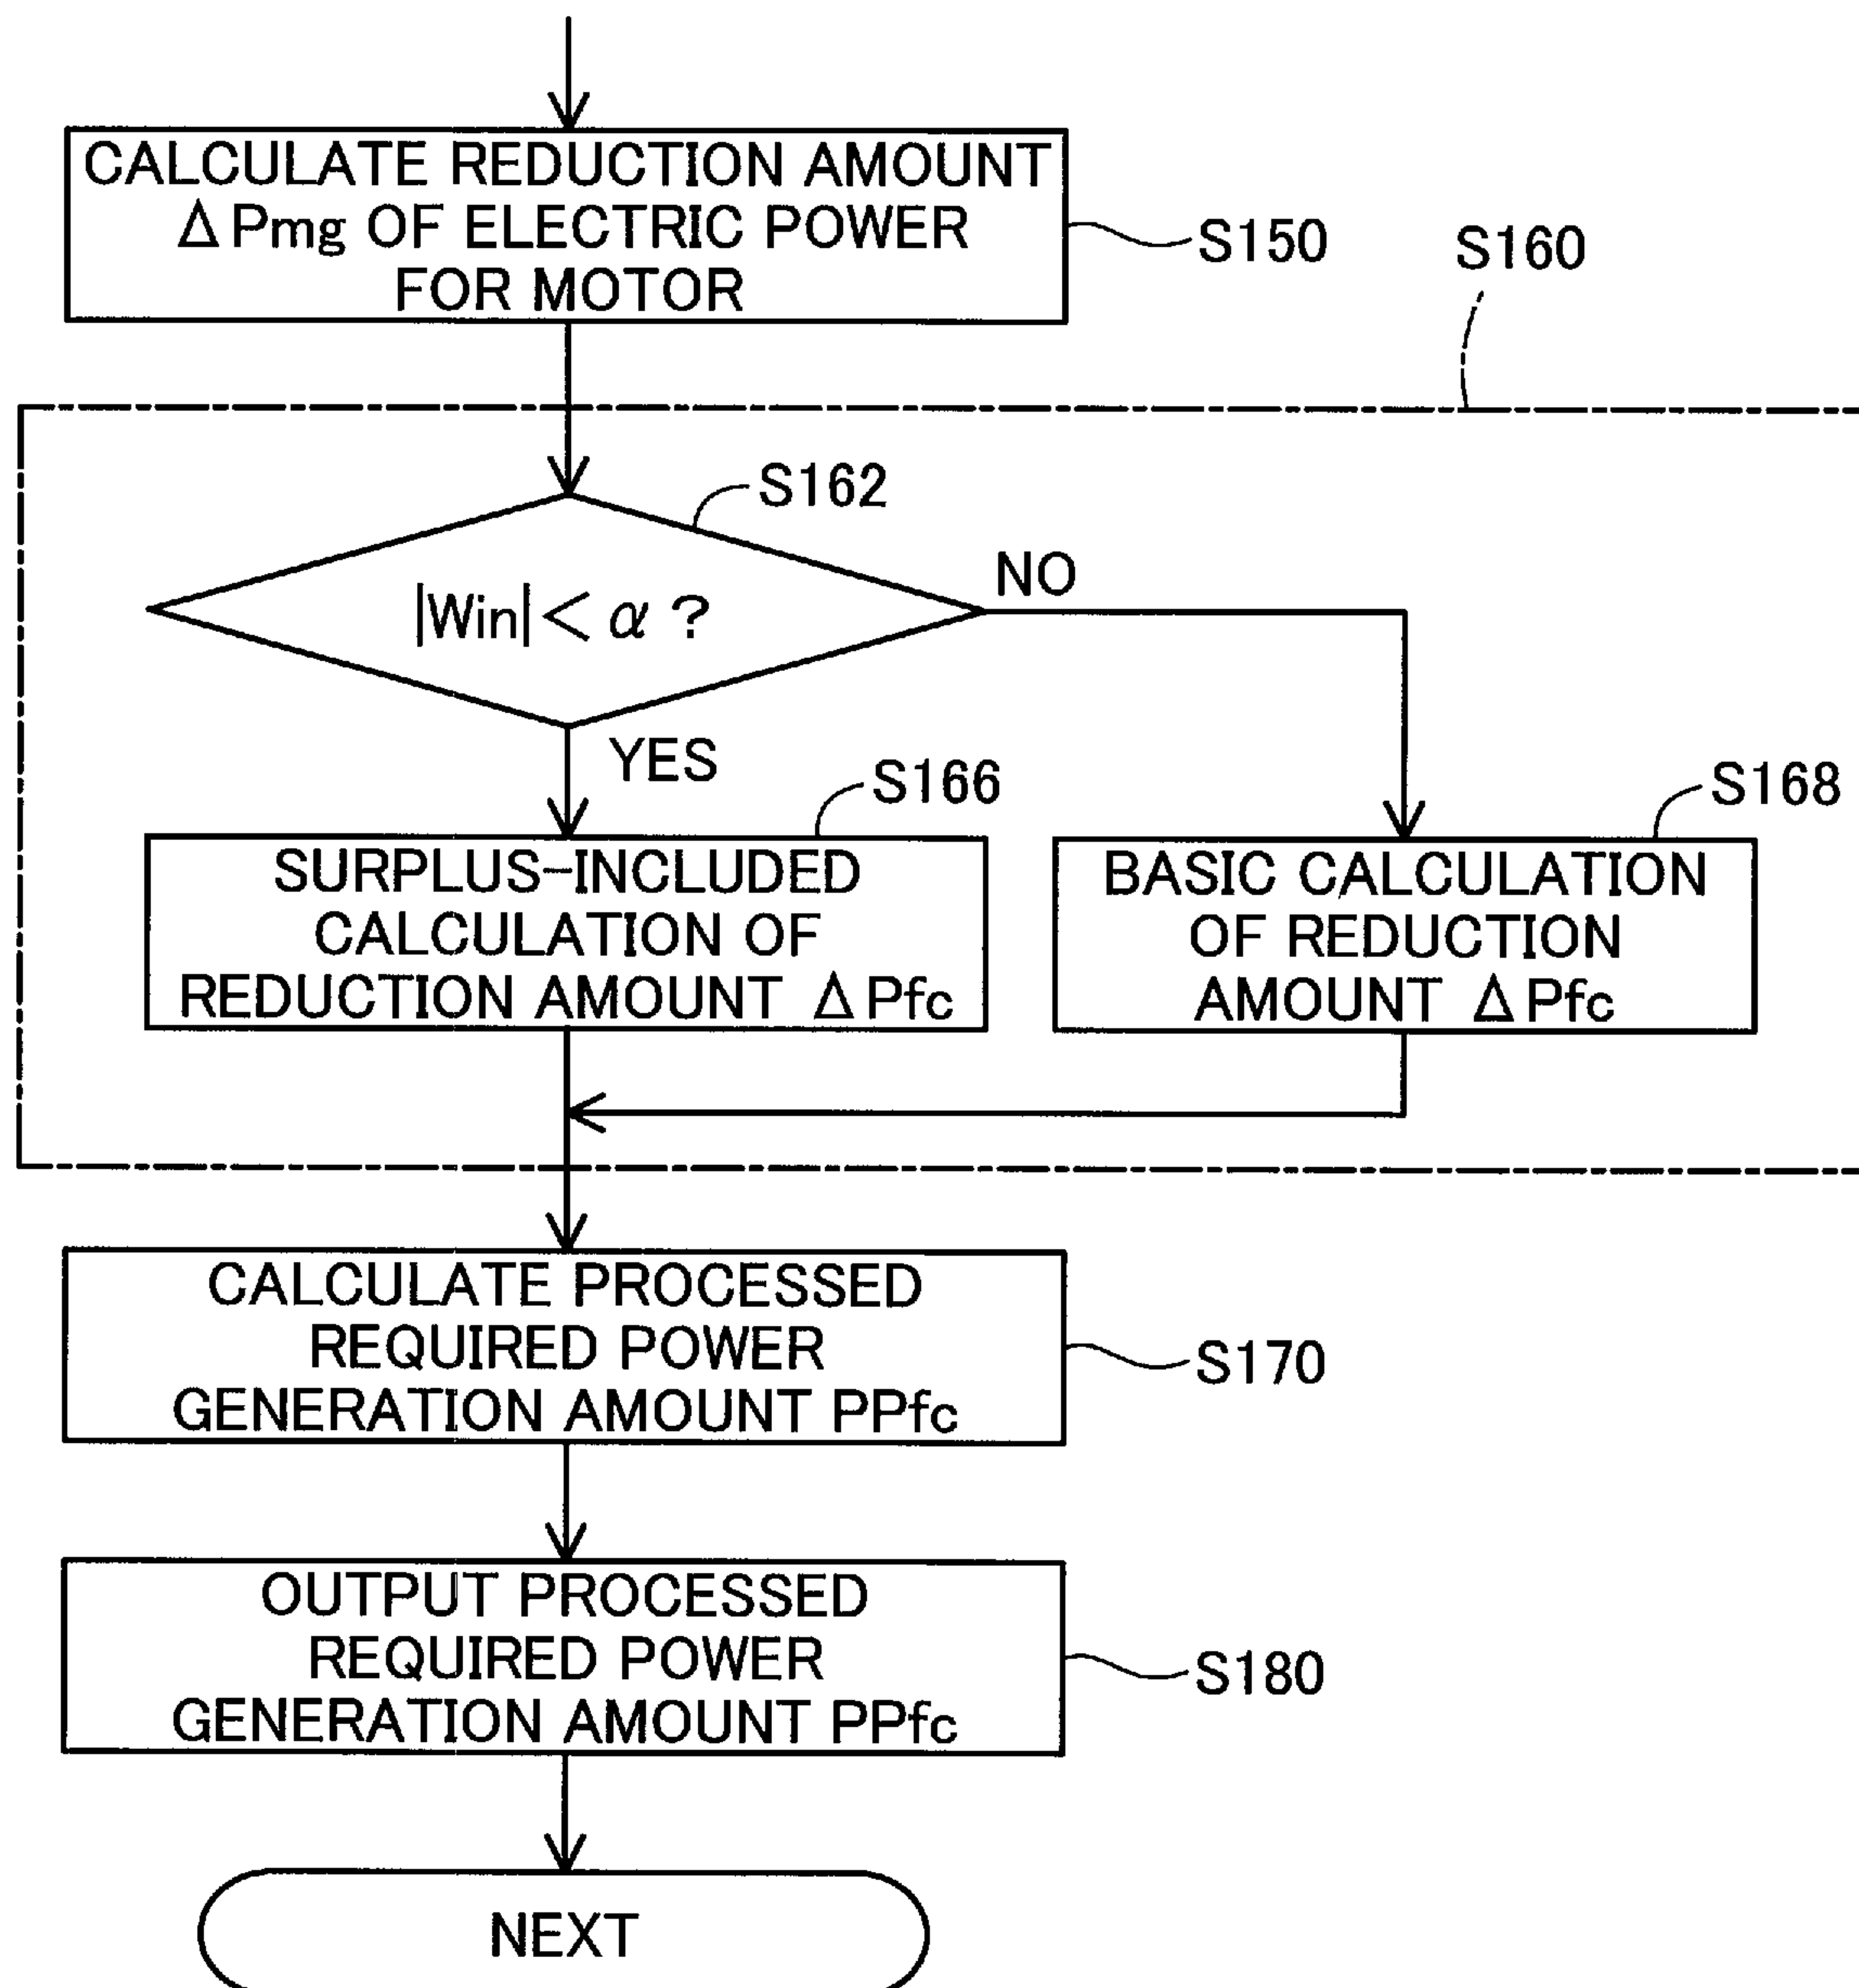 CALCULATE REDUCTION AMOUNT
ΔPmg OF ELECTRIC POWER
FOR MOTOR
S150
S160
S162
|Win| < α ?
NO
YES
S166
S168
SURPLUS-INCLUDED
CALCULATION OF
REDUCTION AMOUNT ΔPfc
BASIC CALCULATION
OF REDUCTION
AMOUNT ΔPfc
CALCULATE PROCESSED
REQUIRED POWER
GENERATION AMOUNT PPfc
S170
OUTPUT PROCESSED
REQUIRED POWER
GENERATION AMOUNT PPfc
S180
NEXT